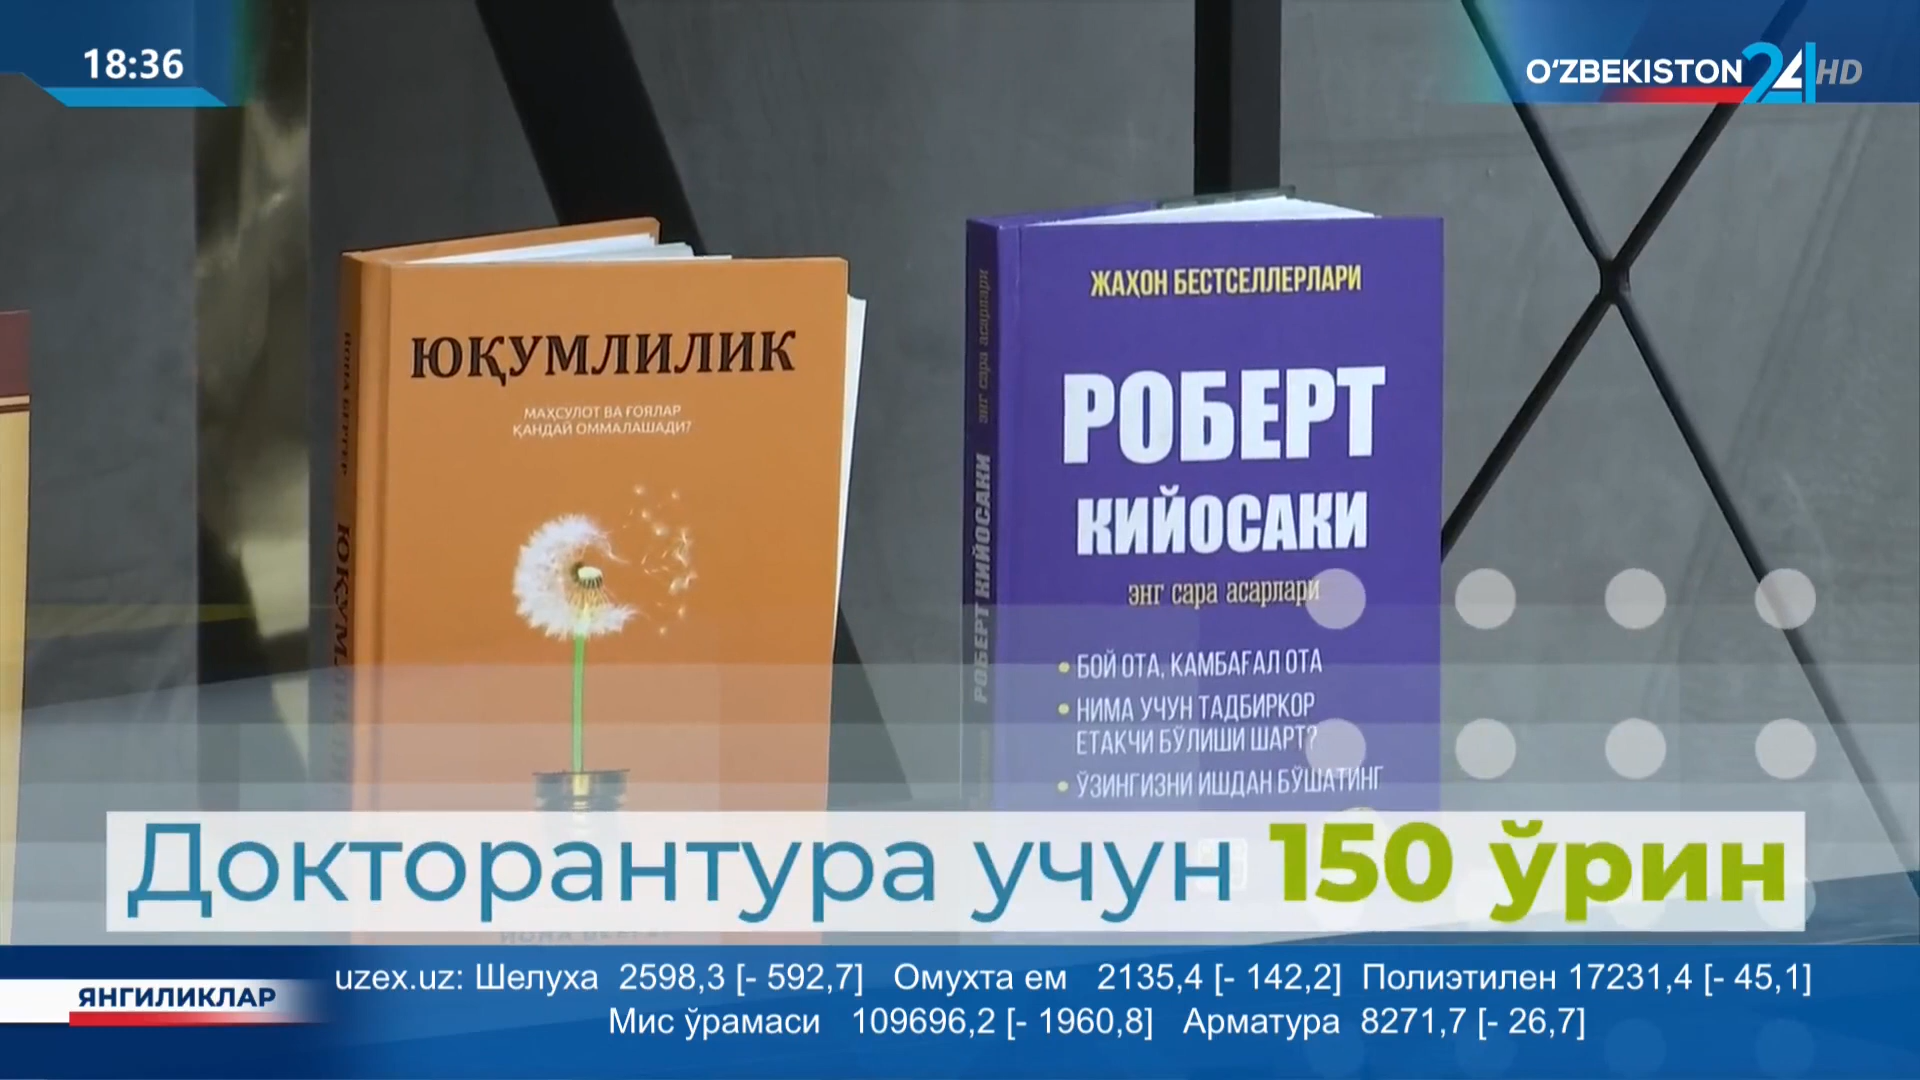 18:36
O‘ZBEKISTON 24 HD
ЮҚУМЛИЛИК
МАҲСУЛОТ ВА ҒОЯЛАР
ҚАНДАЙ ОММАЛАШАДИ?
ЖАҲОН БЕСТСЕЛЛЕРЛАРИ
РОБЕРТ
КИЙОСАКИ
энг сара асарлари
• БОЙ ОТА, КАМБАҒАЛ ОТА
• НИМА УЧУН ТАДБИРКОР
ЕТАКЧИ БЎЛИШИ ШАРТ?
• ЎЗИНГИЗНИ ИШДАН БЎШАТИНГ
РОБЕРТ КИЙОСАКИ энг сара асарлари
Докторантура учун 150 ўрин
ЯНГИЛИКЛАР
uzex.uz: Шелуха 2598,3 [- 592,7] Омухта ем 2135,4 [- 142,2] Полиэтилен 17231,4 [- 45,1]
Мис ўрамаси 109696,2 [- 1960,8] Арматура 8271,7 [- 26,7]